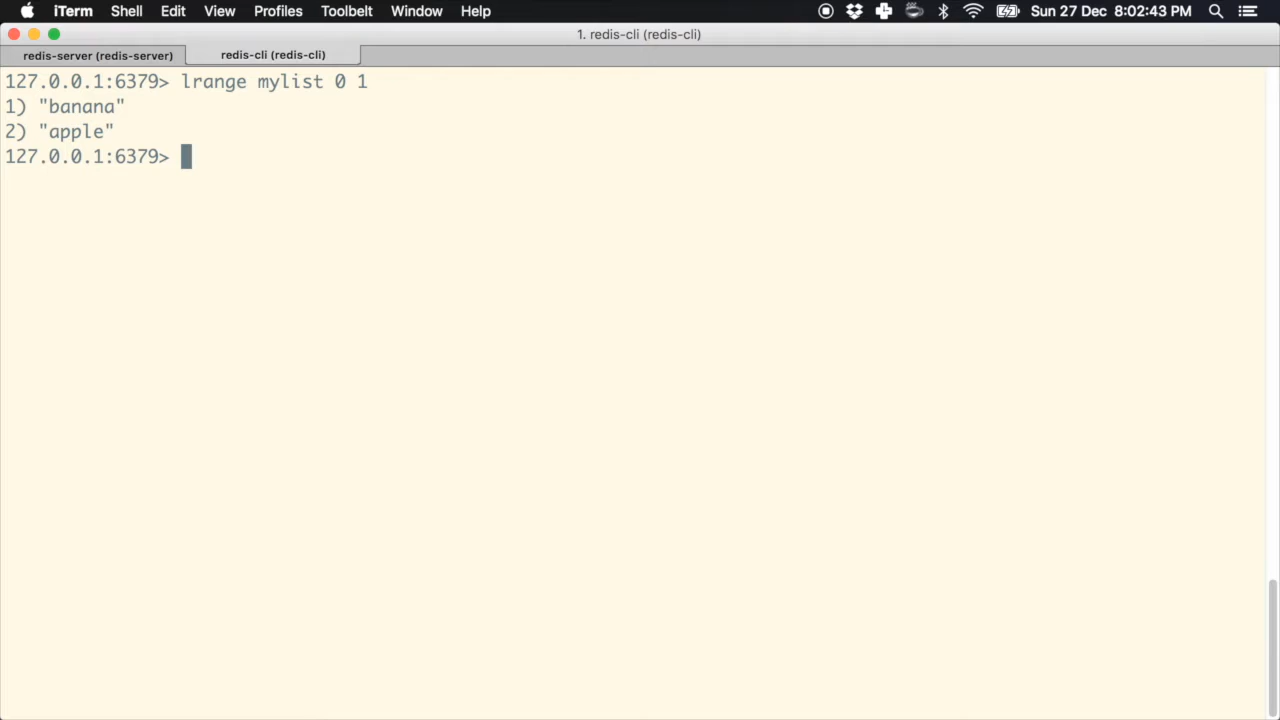 iTerm Shell Edit View Profiles Toolbelt Window Help Sun 27 Dec 8:02:43 PM
1. redis-cli (redis-cli)
redis-server (redis-server) redis-cli (redis-cli)
127.0.0.1:6379> lrange mylist 0 1
1) "banana"
2) "apple"
127.0.0.1:6379>